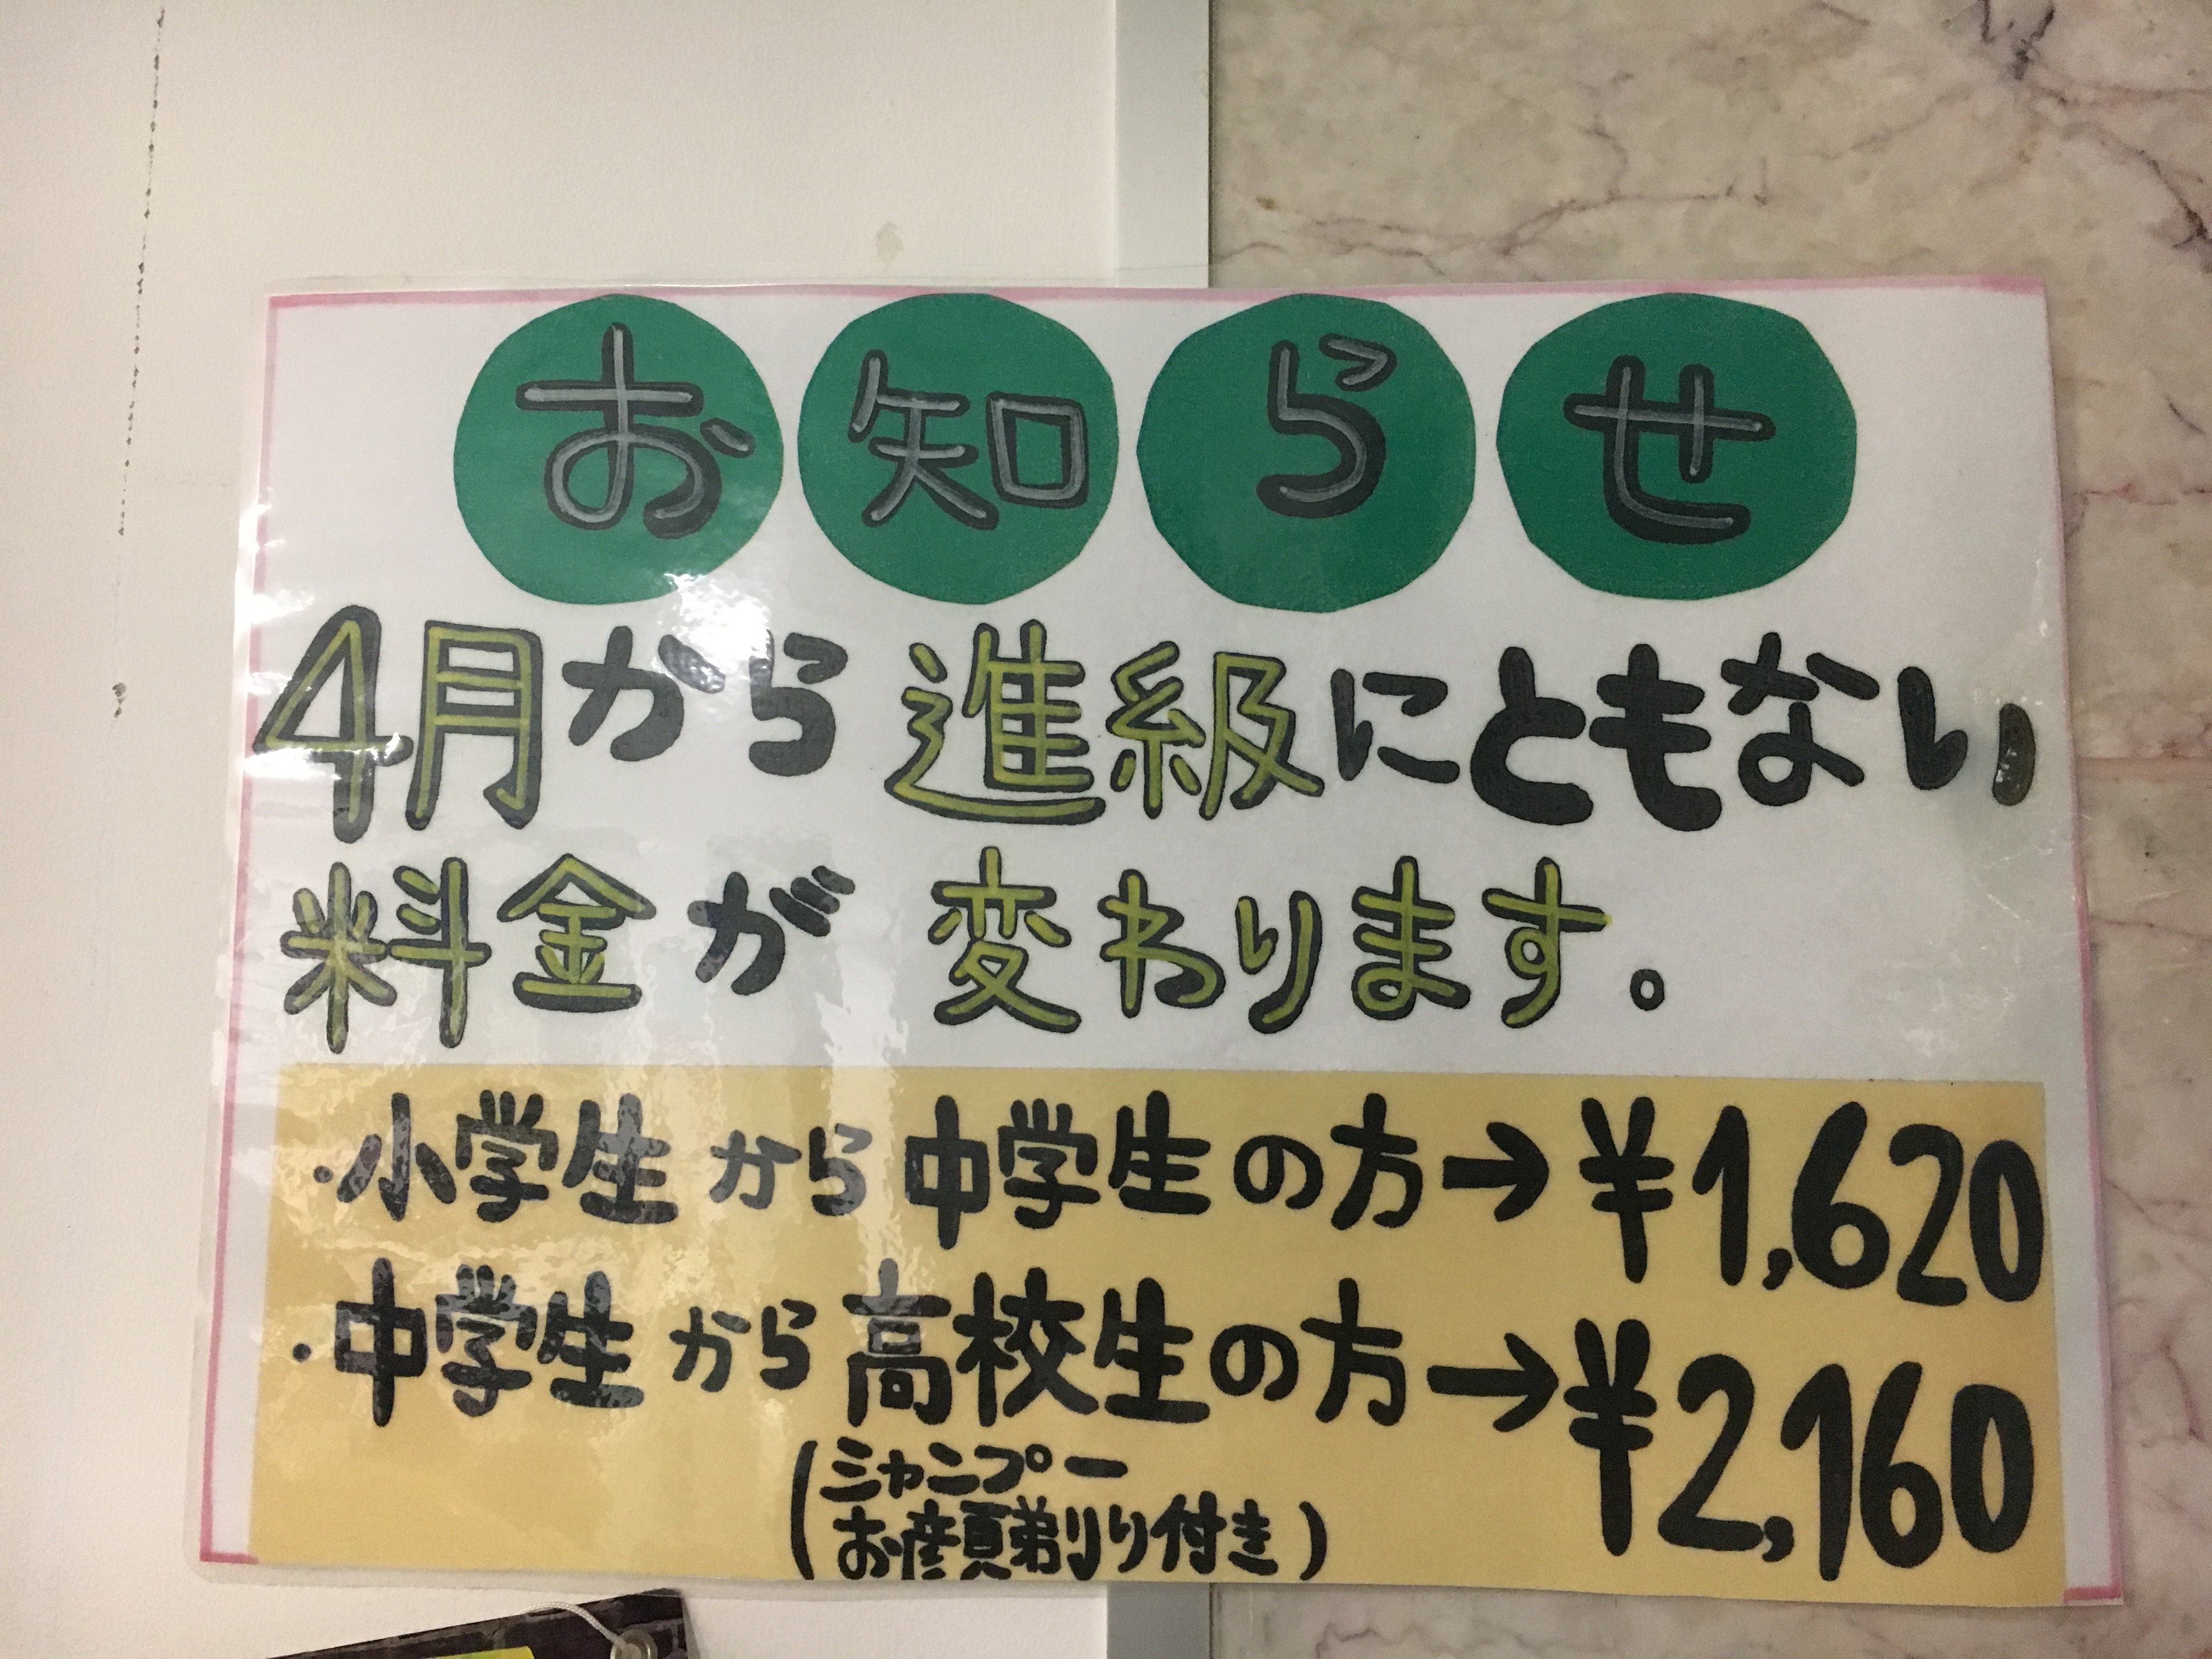 お知らせ
4月から進級にともない
料金が変わります。
・小学生から中学生の方→¥1,620
・中学生から高校生の方→¥2,160
(シャンプー
お顔剃り付き)